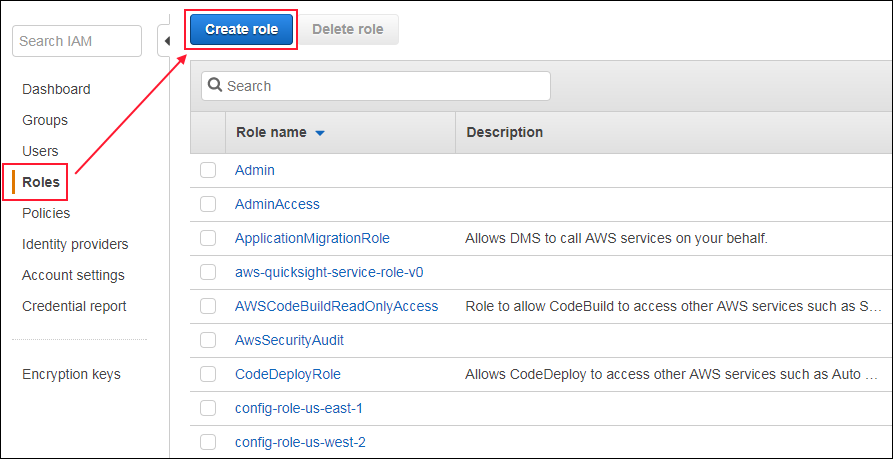 Search IAM
Create role
Delete role
Dashboard
Groups
Users
Roles
Policies
Identity providers
Account settings
Credential report
Encryption keys
Search
Role name Description
Admin
AdminAccess
ApplicationMigrationRole Allows DMS to call AWS services on your behalf.
aws-quicksight-service-role-v0
AWSCodeBuildReadOnlyAccess Role to allow CodeBuild to access other AWS services such as S...
AwsSecurityAudit
CodeDeployRole Allows CodeDeploy to access other AWS services such as Auto ...
config-role-us-east-1
config-role-us-west-2